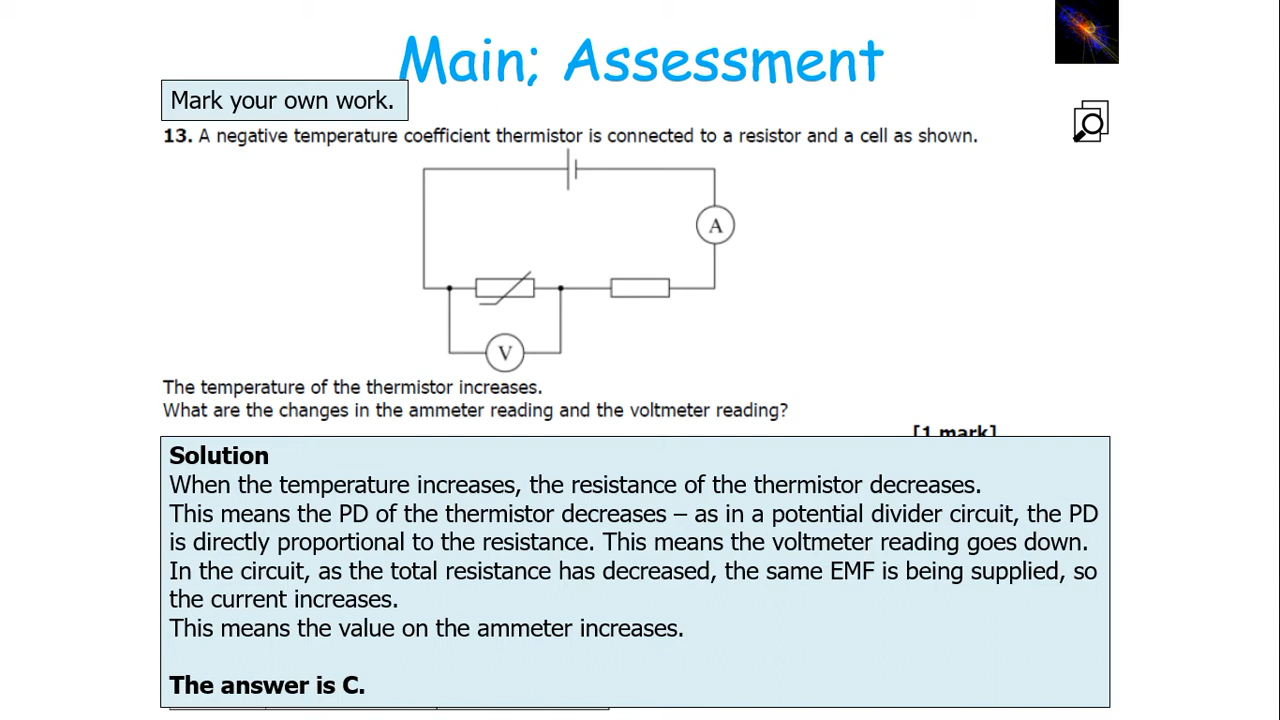 Main; Assessment
Mark your own work.
13. A negative temperature coefficient thermistor is connected to a resistor and a cell as shown.
A
V
The temperature of the thermistor increases.
What are the changes in the ammeter reading and the voltmeter reading?
[1 mark]
Solution
When the temperature increases, the resistance of the thermistor decreases.
This means the PD of the thermistor decreases – as in a potential divider circuit, the PD
is directly proportional to the resistance. This means the voltmeter reading goes down.
In the circuit, as the total resistance has decreased, the same EMF is being supplied, so
the current increases.
This means the value on the ammeter increases.
The answer is C.